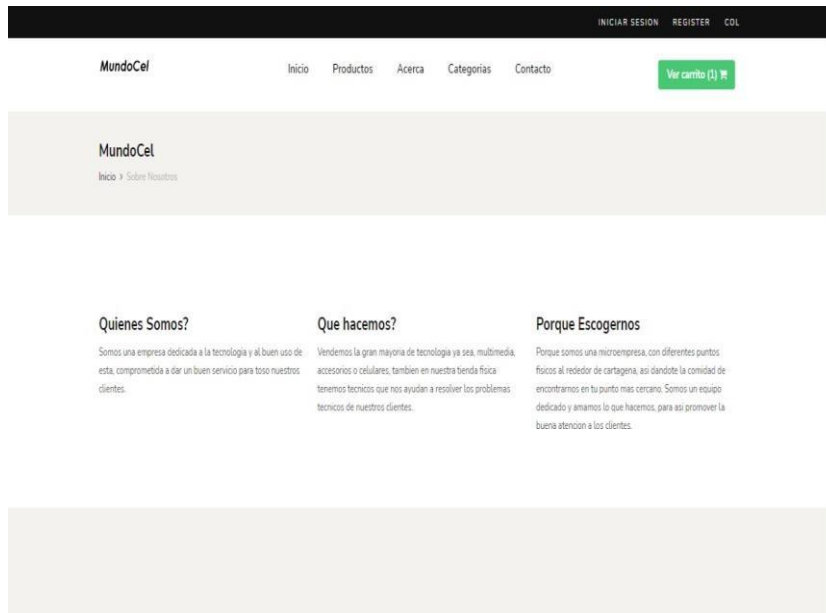 INICIAR SESION REGISTER COL
MundoCel
Inicio Productos Acerca Categorias Contacto
Ver carrito (1)
MundoCel
Inicio > Sobre Nosotros
Quienes Somos?
Somos una empresa dedicada a la tecnologia y al buen uso de
esta, comprometida a dar un buen servicio para toso nuestros
clientes.
Que hacemos?
Vendemos la gran mayoria de tecnologia ya sea, multimedia,
accesorios o celulares, tambien en nuestra tienda fisica
tenemos tecnicos que nos ayudan a resolver los problemas
tecnicos de nuestros clientes.
Porque Escogernos
Porque somos una microempresa, con diferentes puntos
fisicos al rededor de cartagena, asi dandote la comidad de
encontrarnos en tu punto mas cercano. Somos un equipo
dedicado y amamos lo que hacemos, para asi promover la
buena atencion a los clientes.